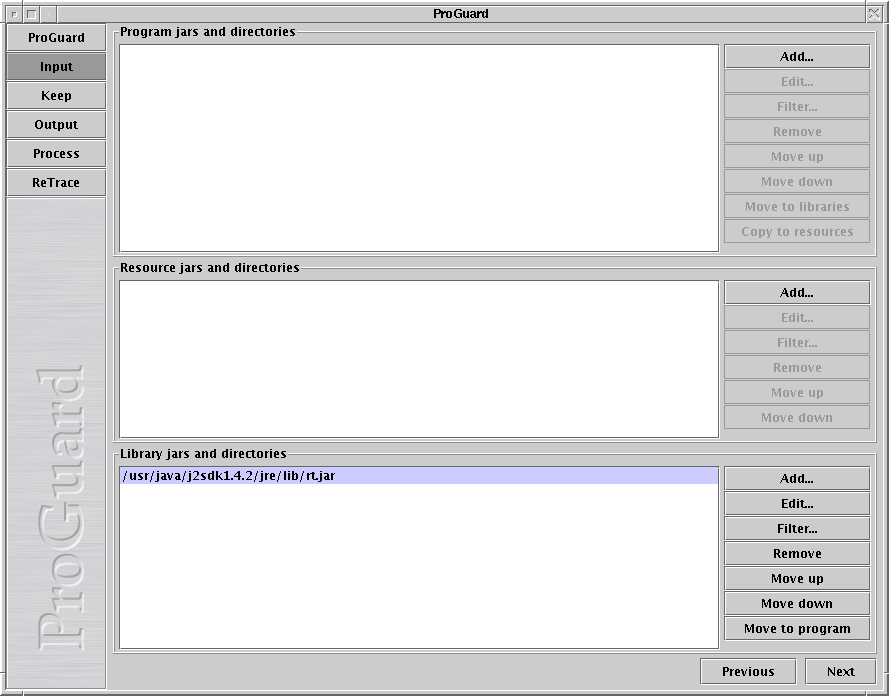 ProGuard
ProGuard
Input
Keep
Output
Process
ReTrace
ProGuard
Program jars and directories
Add...
Edit...
Filter...
Remove
Move up
Move down
Move to libraries
Copy to resources
Resource jars and directories
Add...
Edit...
Filter...
Remove
Move up
Move down
Library jars and directories
/usr/java/j2sdk1.4.2/jre/lib/rt.jar
Add...
Edit...
Filter...
Remove
Move up
Move down
Move to program
Previous
Next